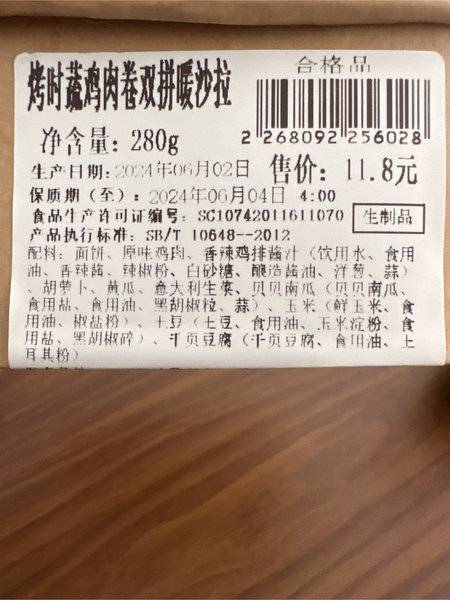 合格品
烤时蔬鸡肉卷双拼暖沙拉
2 268092 256028
净含量：280g
售价：11.8元
生产日期：2024年06月02日
保质期（至）：2024年06月04日 4:00
食品生产许可证编号：SC10742011611070
生制品
产品执行标准：SB/T 10648--2012
配料：面饼、原味鸡肉、香辣鸡排酱汁（饮用水、食用
油、香辣酱、辣椒粉、白砂糖、酿造酱油、洋葱、蒜）
、胡萝卜、黄瓜、意大利生菜、贝贝南瓜（贝贝南瓜、
食用盐、食用油、黑胡椒粒、蒜）、玉米（鲜玉米、食
用油、椒盐粉）、土豆（土豆、食用油、玉米淀粉、食
用盐、黑胡椒碎）、千页豆腐（千页豆腐、食用油、土
耳其粉）